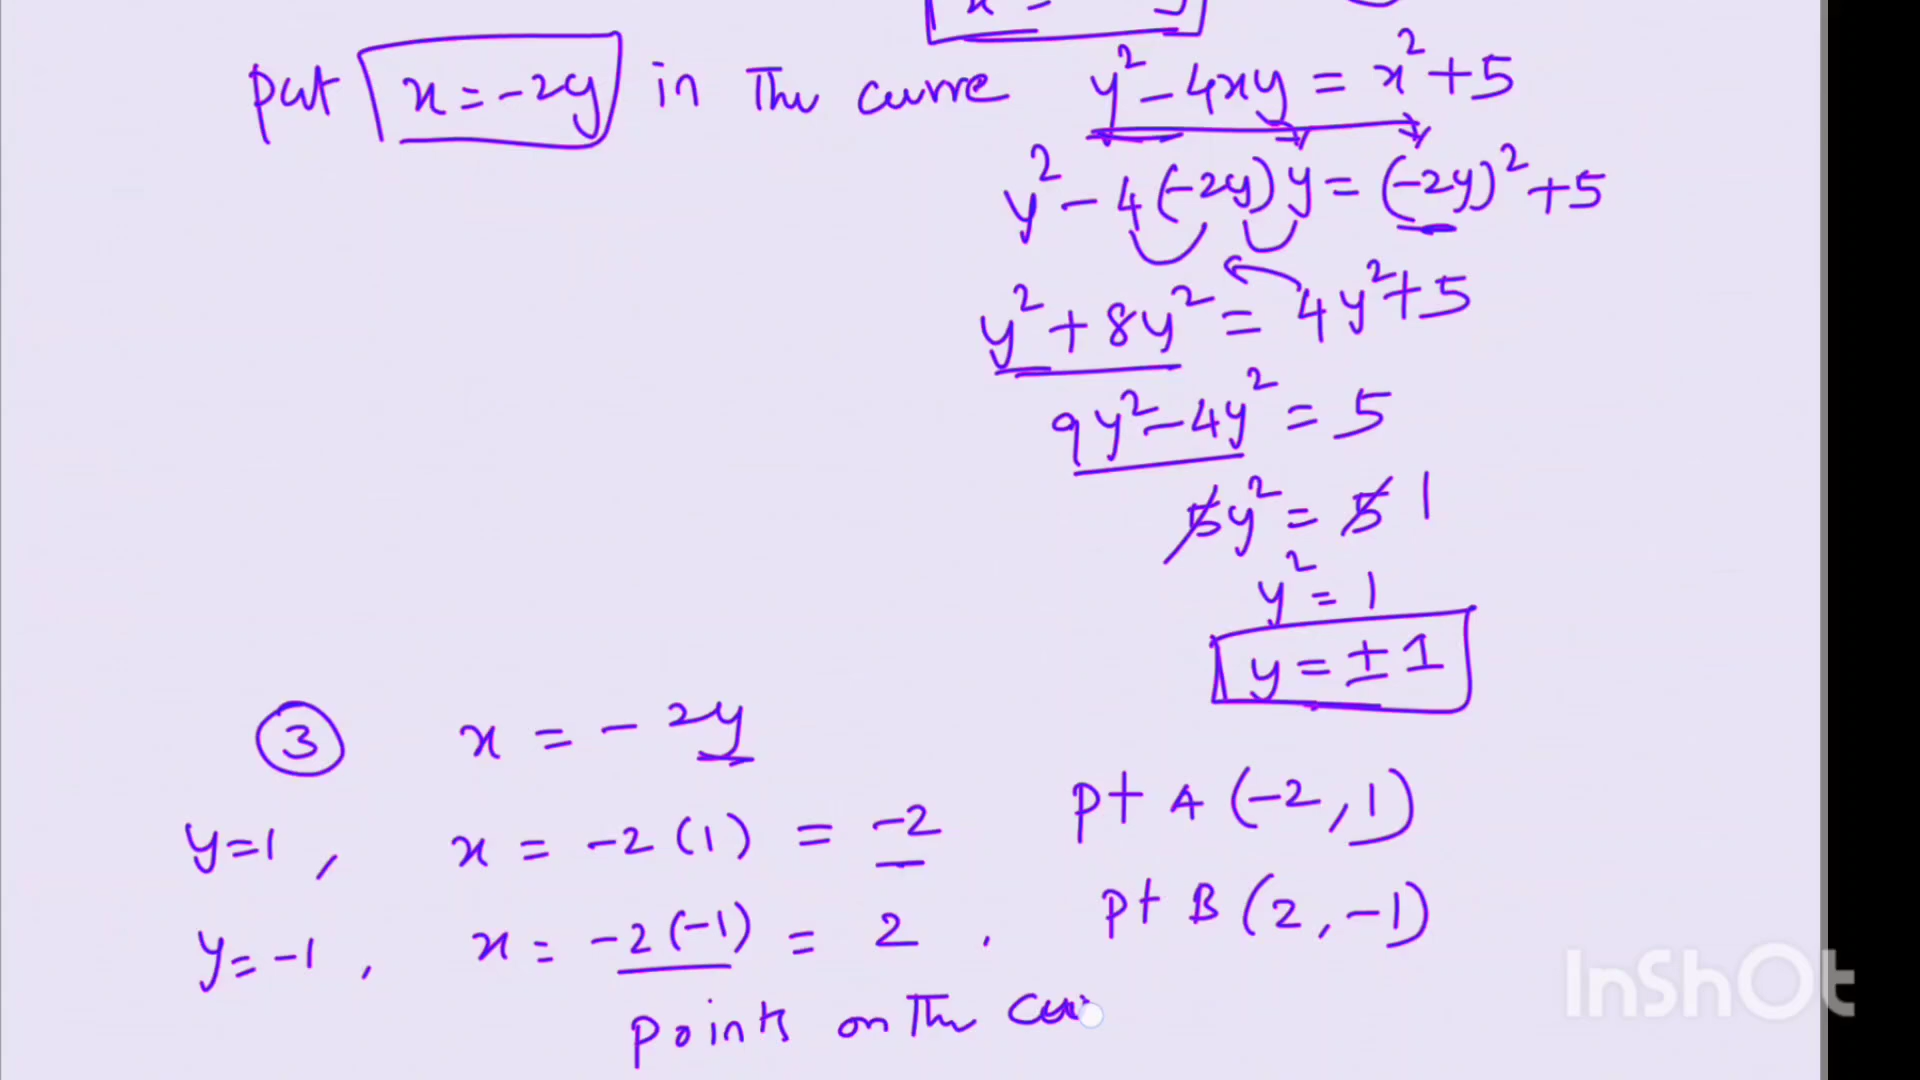 put x = -2y in The curve y² - 4xy = x² + 5
y² - 4(-2y)y = (-2y)² + 5
y² + 8y² = 4y² + 5
9y² - 4y² = 5
5y² = 5 1
y² = 1
y = ±1
③ x = - 2y
y=1 , x = -2(1) = -2 pt A (-2, 1)
y=-1 , x = -2(-1) = 2 . pt B (2, -1)
points on The
InShOt